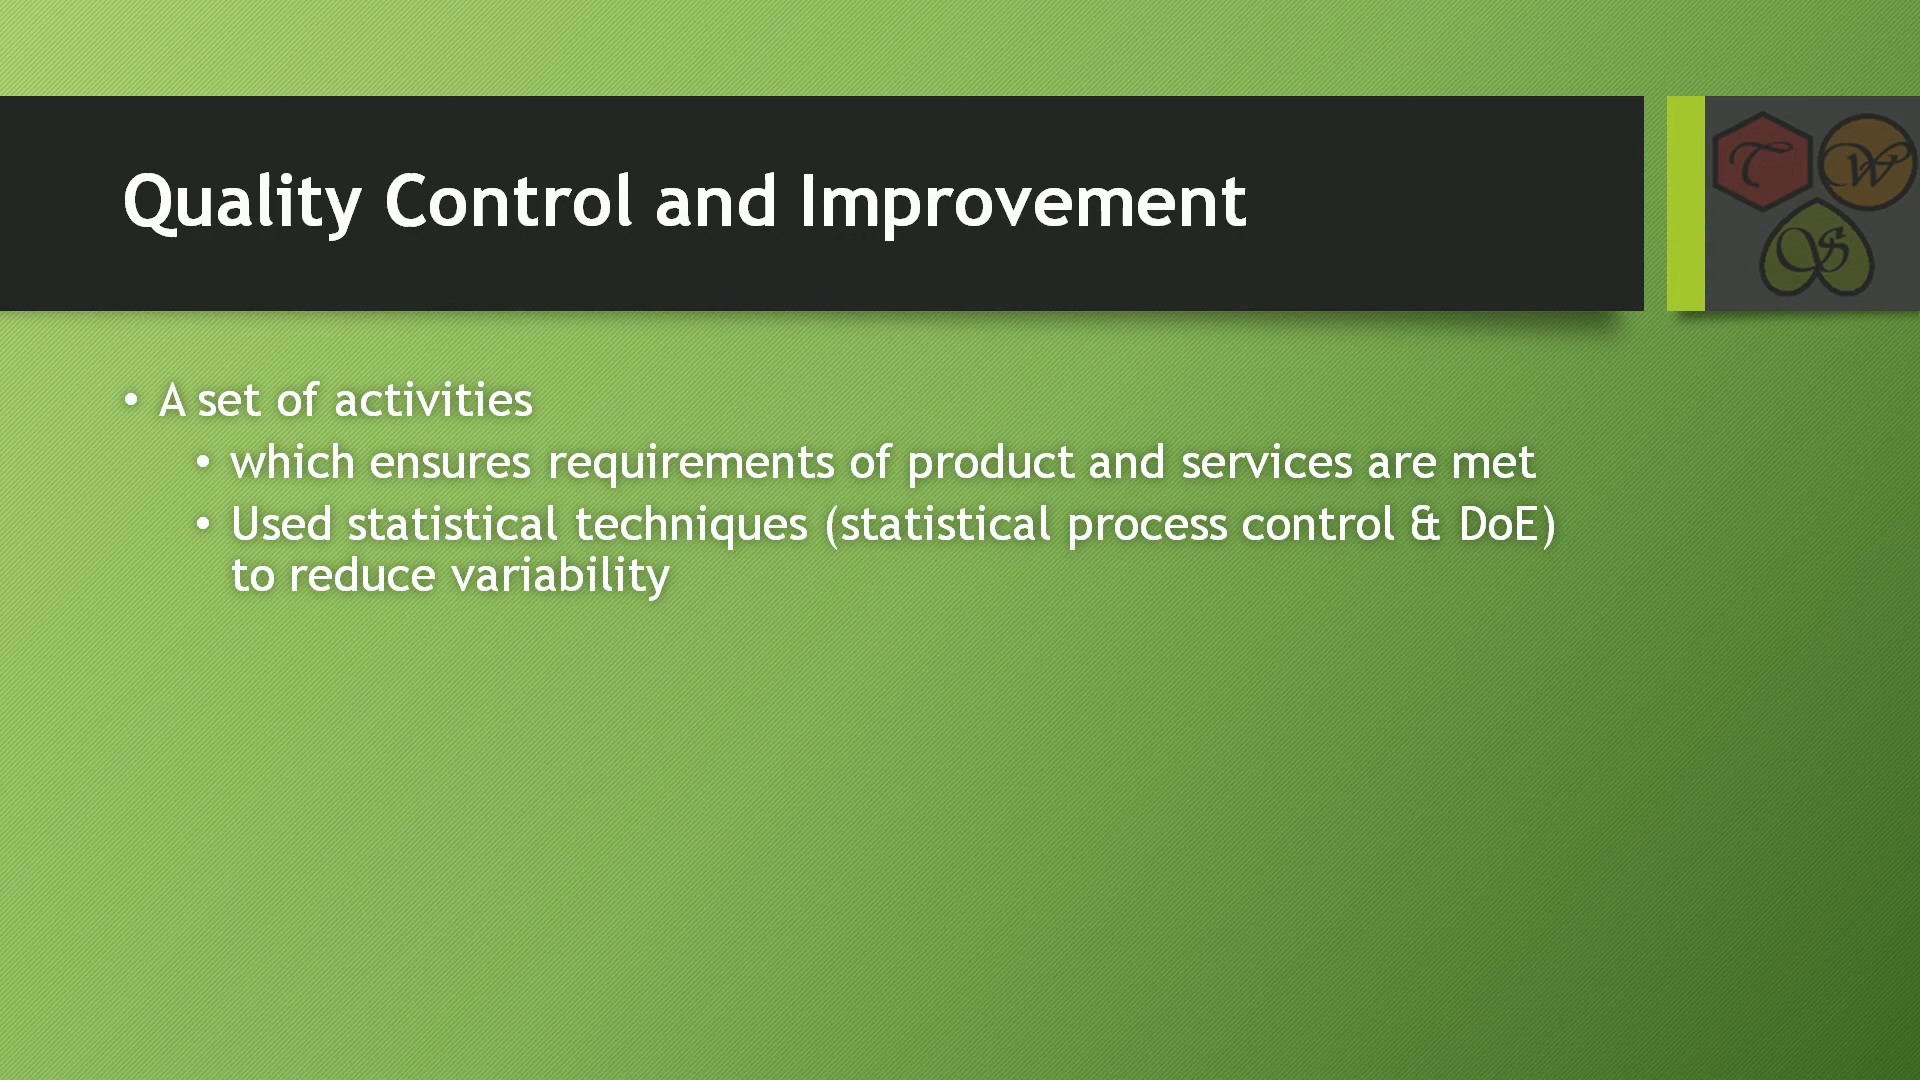 Quality Control and Improvement
T W
S
• A set of activities
• which ensures requirements of product and services are met
• Used statistical techniques (statistical process control & DoE)
to reduce variability